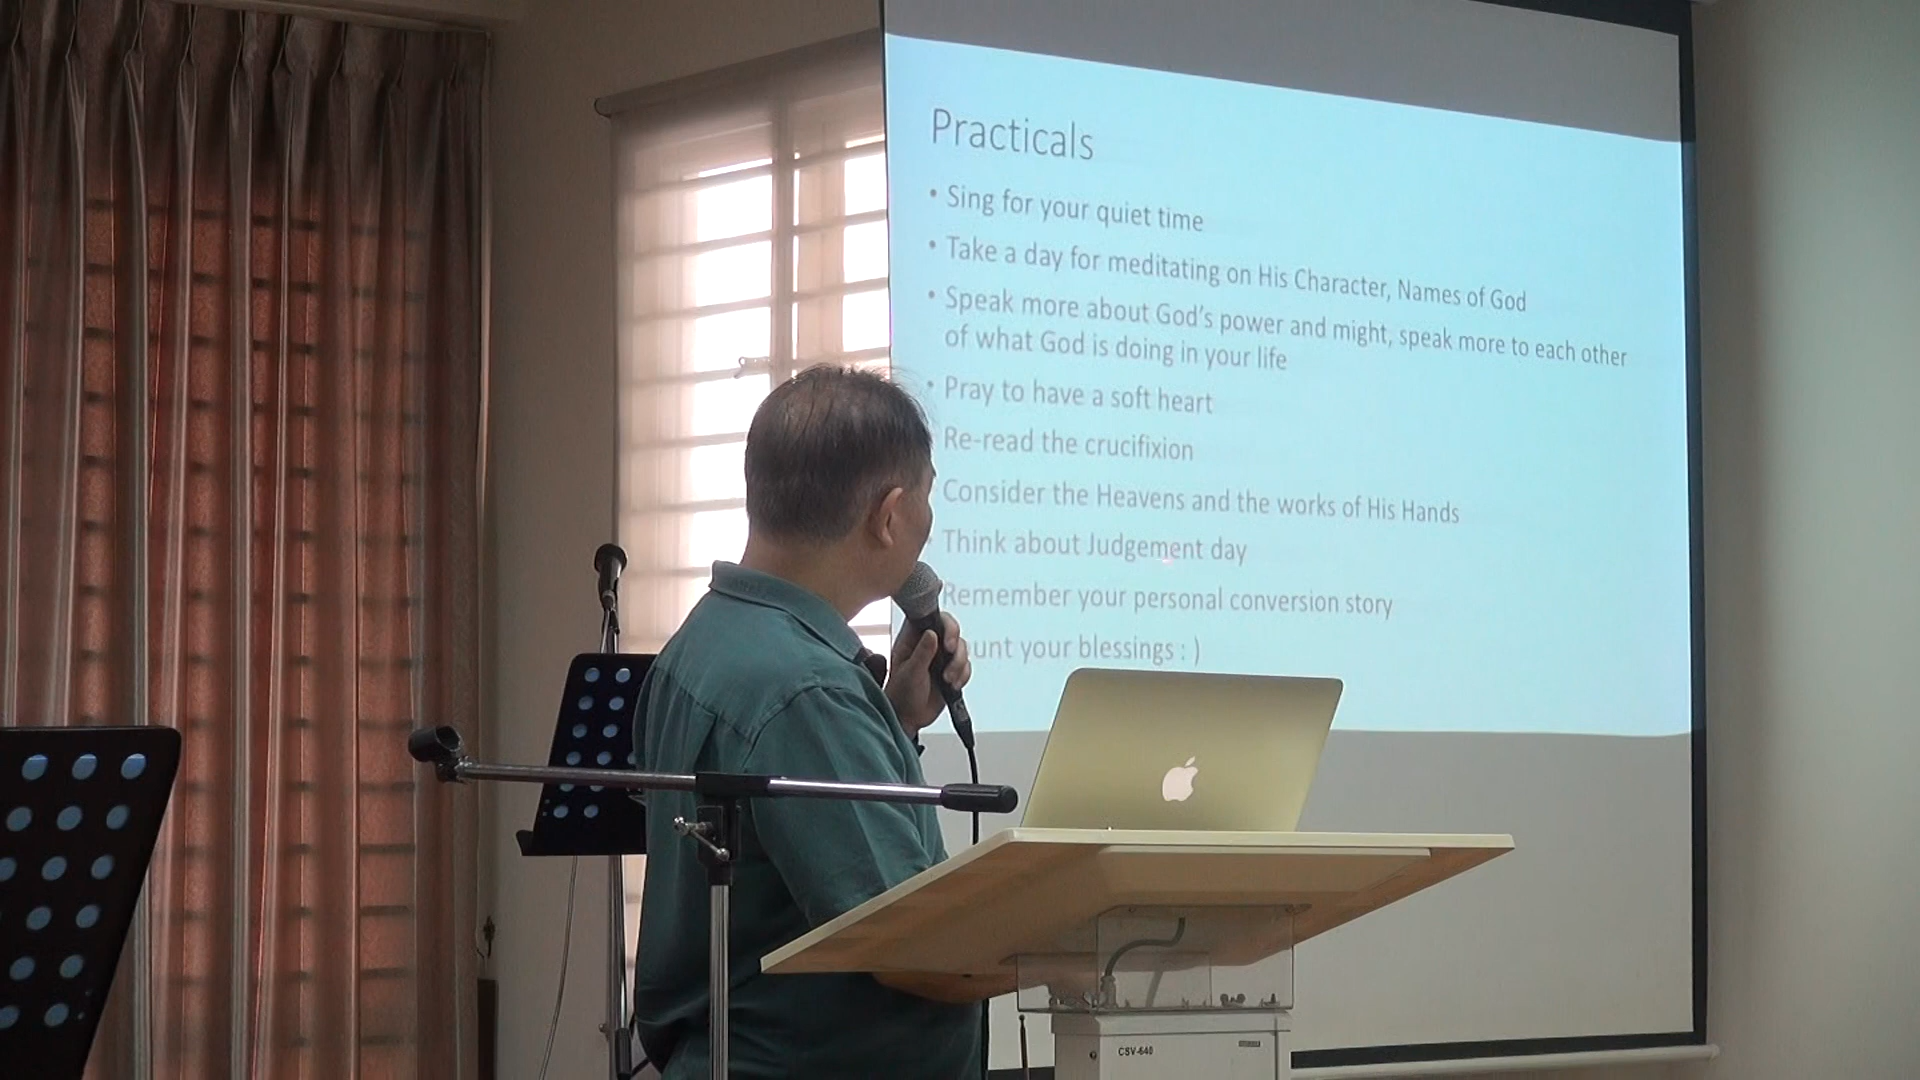 Practicals
• Sing for your quiet time
• Take a day for meditating on His Character, Names of God
• Speak more about God's power and might, speak more to each other
of what God is doing in your life
• Pray to have a soft heart
Re-read the crucifixion
Consider the Heavens and the works of His Hands
• Think about Judgement day
Remember your personal conversion story
unt your blessings : )
CSV-640